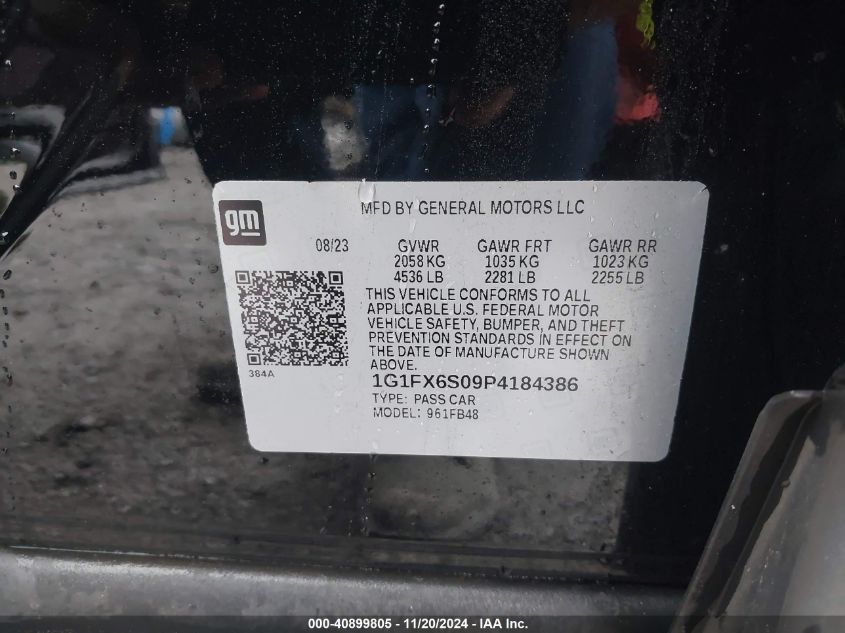 gm
MFD BY GENERAL MOTORS LLC
08/23 GVWR GAWR FRT GAWR RR
2058 KG 1035 KG 1023 KG
4536 LB 2281 LB 2255 LB
THIS VEHICLE CONFORMS TO ALL
APPLICABLE U.S. FEDERAL MOTOR
VEHICLE SAFETY, BUMPER, AND THEFT
PREVENTION STANDARDS IN EFFECT ON
THE DATE OF MANUFACTURE SHOWN
ABOVE.
384A
1G1FX6S09P4184386
TYPE: PASS CAR
MODEL: 961FB48
000-40899805 - 11/20/2024 - IAA Inc.